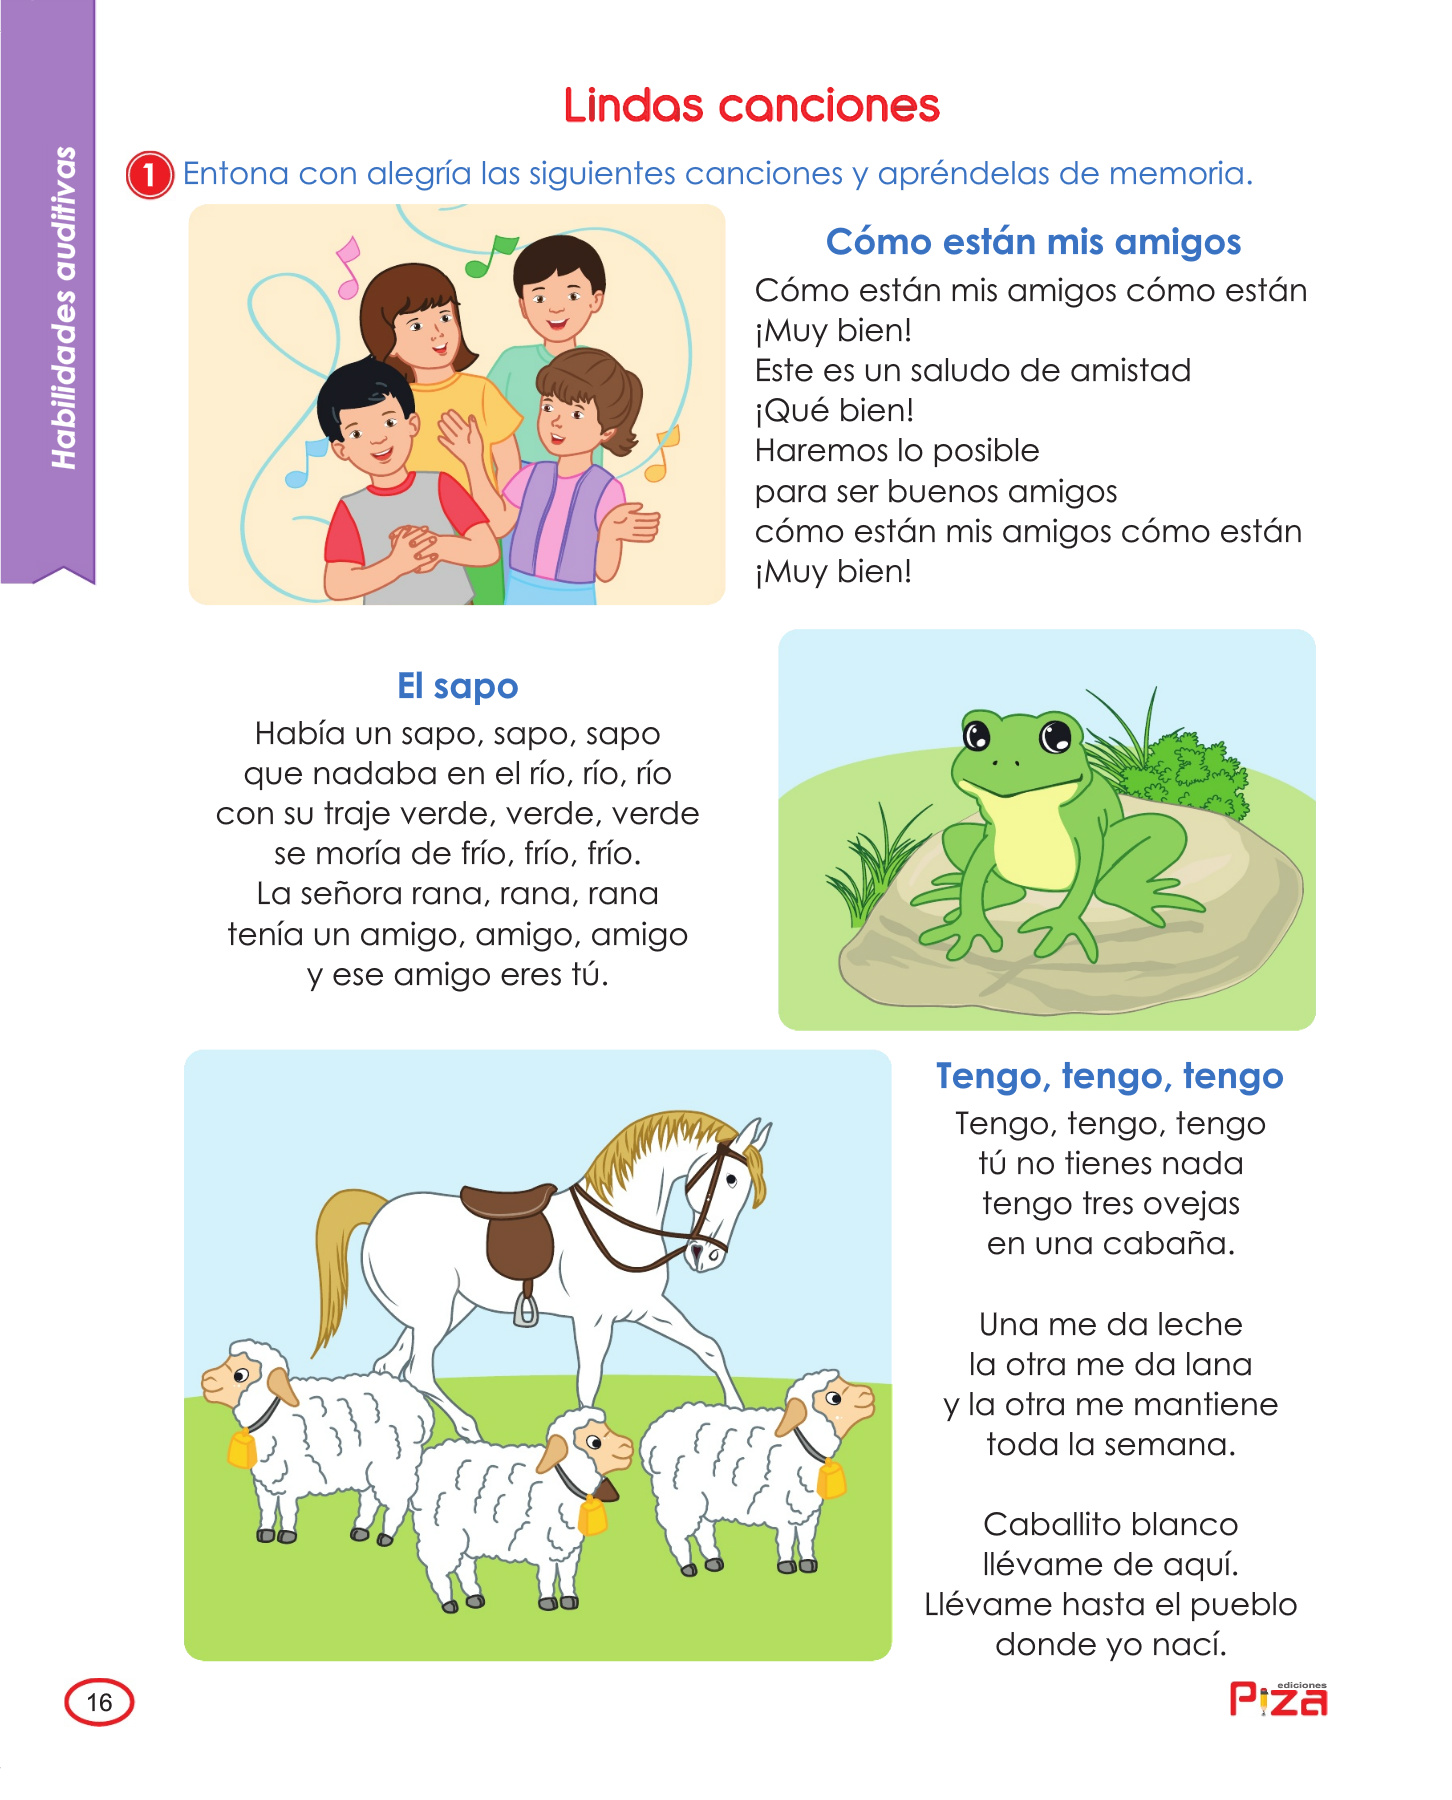 Habilidades auditivas
Lindas canciones
1 Entona con alegría las siguientes canciones y apréndelas de memoria.
Cómo están mis amigos
Cómo están mis amigos cómo están
¡Muy bien!
Este es un saludo de amistad
¡Qué bien!
Haremos lo posible
para ser buenos amigos
cómo están mis amigos cómo están
¡Muy bien!
El sapo
Había un sapo, sapo, sapo
que nadaba en el río, río, río
con su traje verde, verde, verde
se moría de frío, frío, frío.
La señora rana, rana, rana
tenía un amigo, amigo, amigo
y ese amigo eres tú.
Tengo, tengo, tengo
Tengo, tengo, tengo
tú no tienes nada
tengo tres ovejas
en una cabaña.
Una me da leche
la otra me da lana
y la otra me mantiene
toda la semana.
Caballito blanco
llévame de aquí.
Llévame hasta el pueblo
donde yo nací.
16
ediciones
Piza